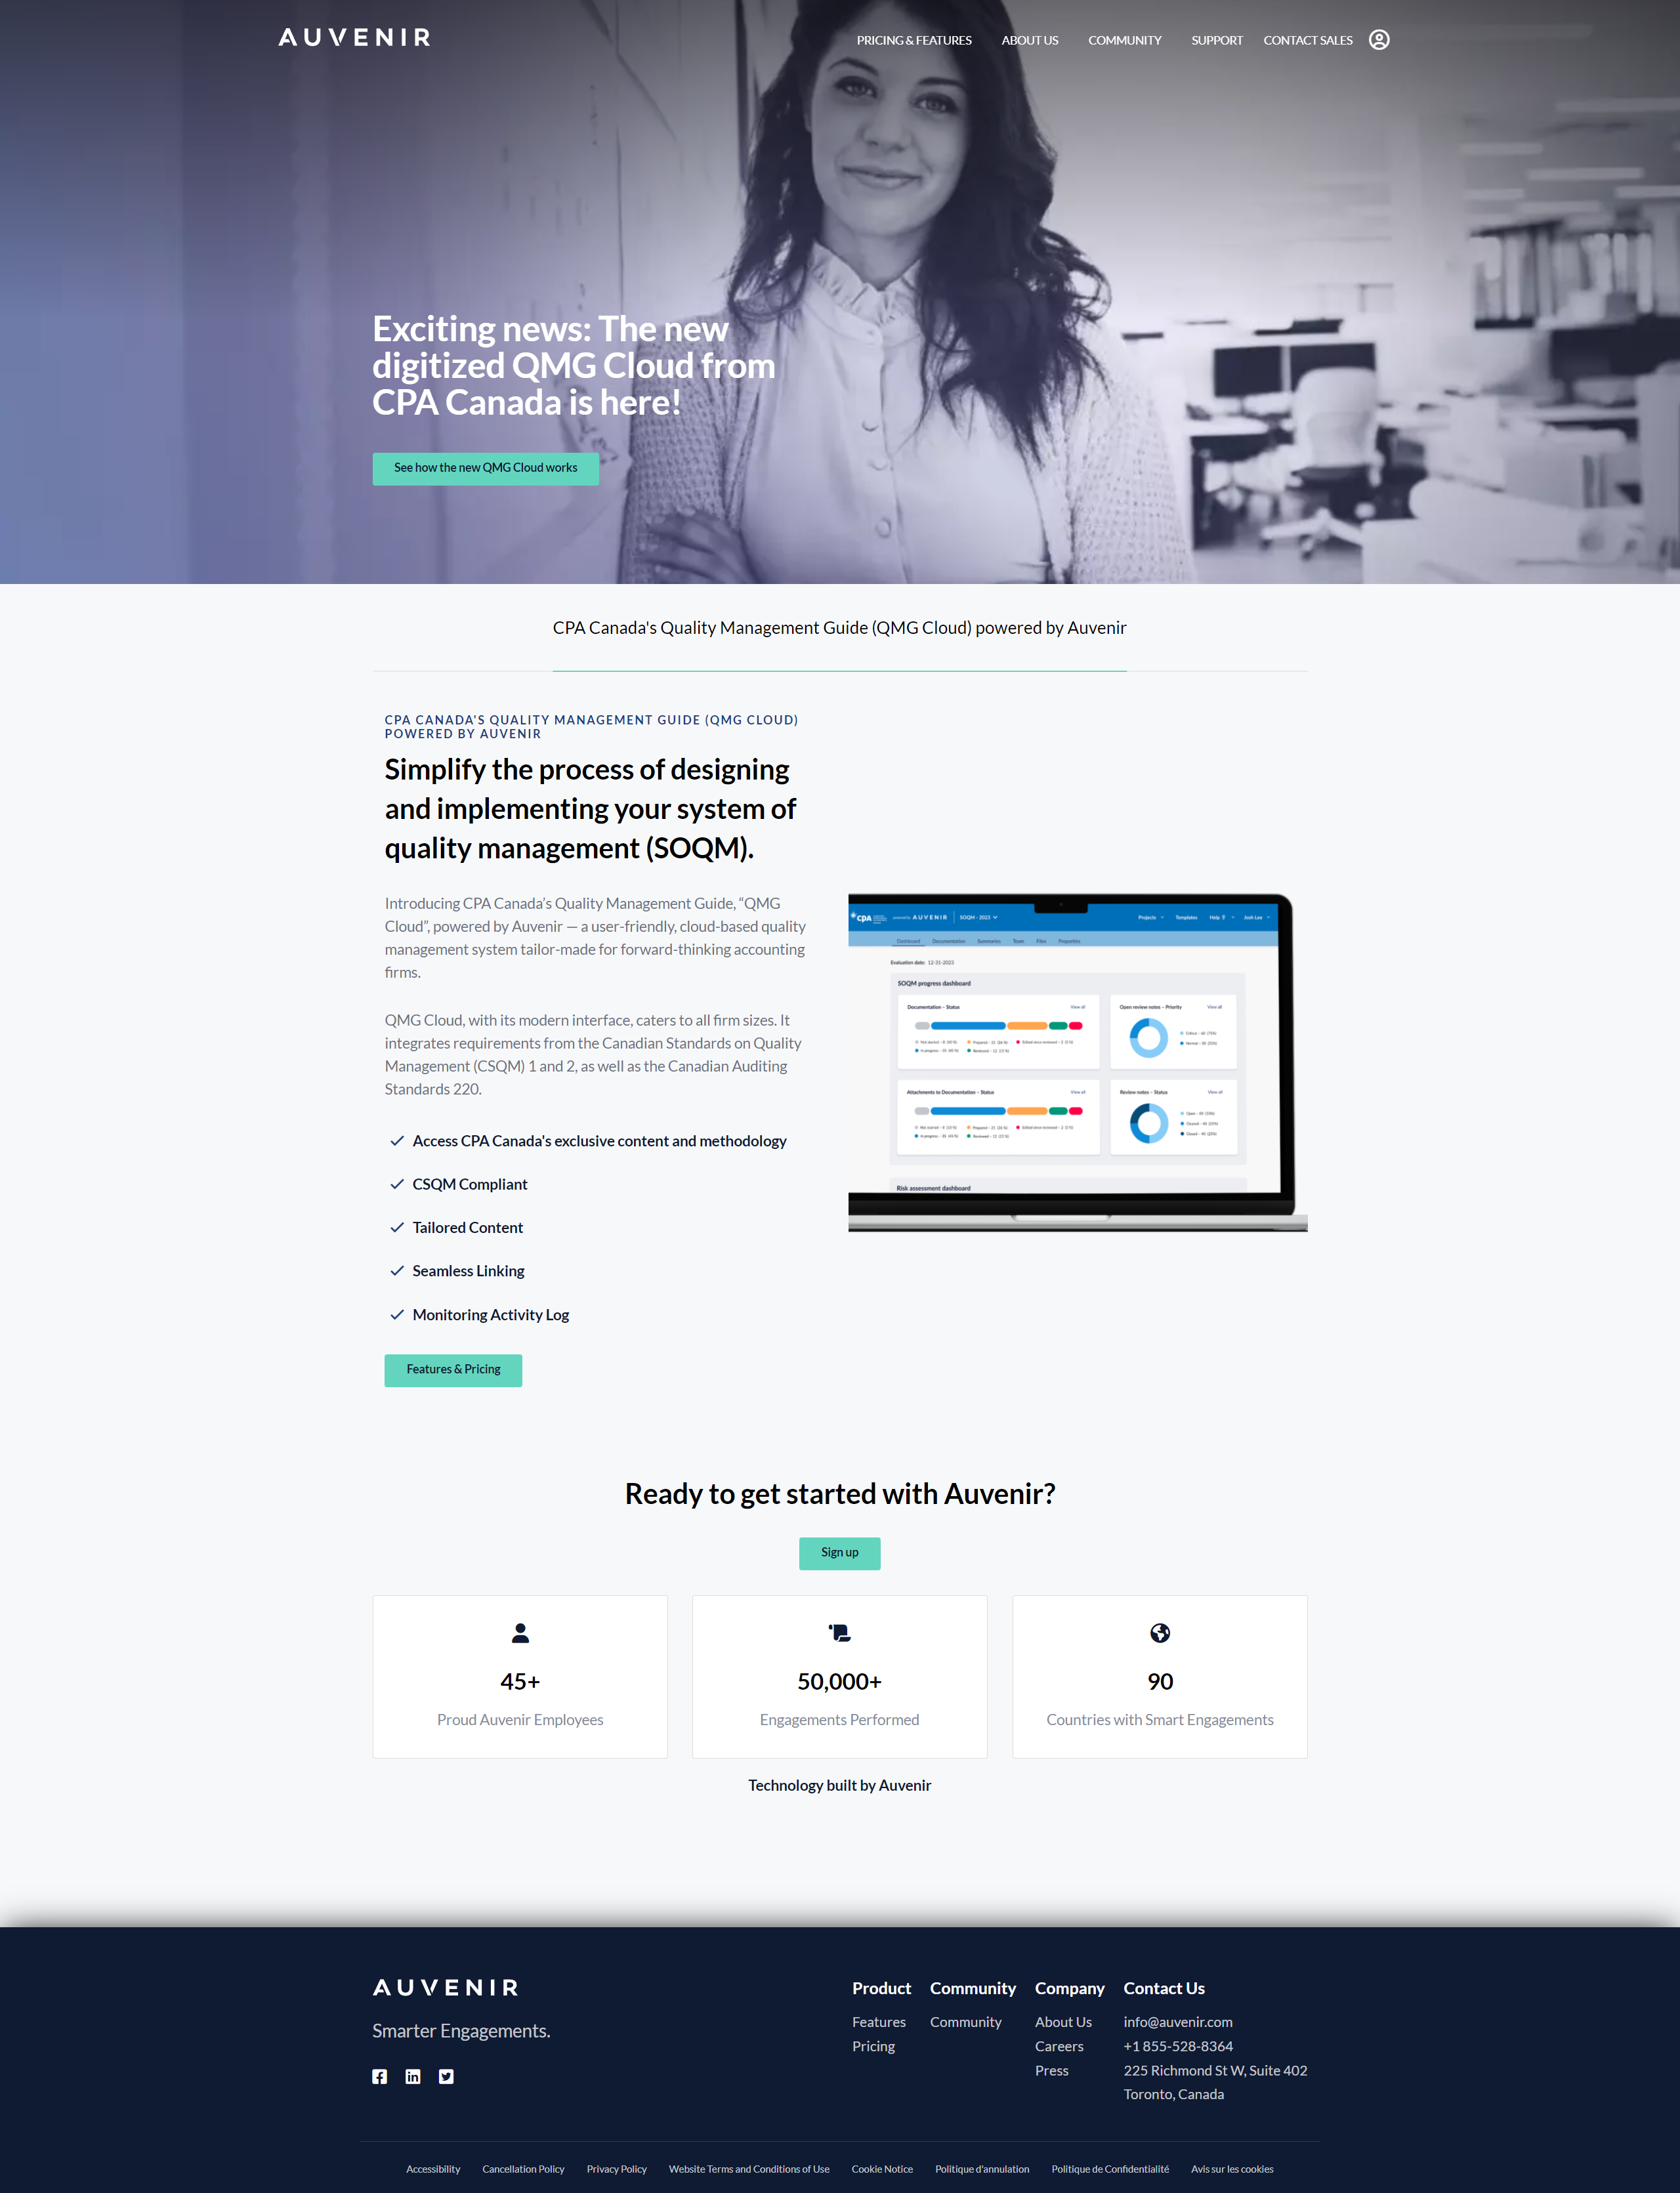 AUVENIR
PRICING & FEATURES
ABOUT US
COMMUNITY
SUPPORT
CONTACT SALES
Exciting news: The new
digitized QMG Cloud from
CPA Canada is here!
See how the new QMG Cloud works
CPA Canada's Quality Management Guide (QMG Cloud) powered by Auvenir
CPA CANADA'S QUALITY MANAGEMENT GUIDE (QMG CLOUD)
POWERED BY AUVENIR
Simplify the process of designing
and implementing your system of
quality management (SOQM).
Introducing CPA Canada’s Quality Management Guide, “QMG
Cloud”, powered by Auvenir — a user-friendly, cloud-based quality
management system tailor-made for forward-thinking accounting
firms.
QMG Cloud, with its modern interface, caters to all firm sizes. It
integrates requirements from the Canadian Standards on Quality
Management (CSQM) 1 and 2, as well as the Canadian Auditing
Standards 220.
Access CPA Canada's exclusive content and methodology
CSQM Compliant
Tailored Content
Seamless Linking
Monitoring Activity Log
Features & Pricing
CPA
powered by AUVENIR
SOQM - 2023
Projects
Templates
Help
Josh Lee
Dashboard
Documentation
Summaries
Team
Files
Properties
Evaluation date: 12-31-2023
SOQM progress dashboard
Documentation – Status
View all
Open review notes – Priority
View all
Attachments to Documentation – Status
View all
Review notes – Status
View all
Risk assessment dashboard
Ready to get started with Auvenir?
Sign up
45+
Proud Auvenir Employees
50,000+
Engagements Performed
90
Countries with Smart Engagements
Technology built by Auvenir
AUVENIR
Smarter Engagements.
Product
Features
Pricing
Community
Community
Company
About Us
Careers
Press
Contact Us
info@auvenir.com
+1 855-528-8364
225 Richmond St W, Suite 402
Toronto, Canada
Accessibility
Cancellation Policy
Privacy Policy
Website Terms and Conditions of Use
Cookie Notice
Politique d'annulation
Politique de Confidentialité
Avis sur les cookies